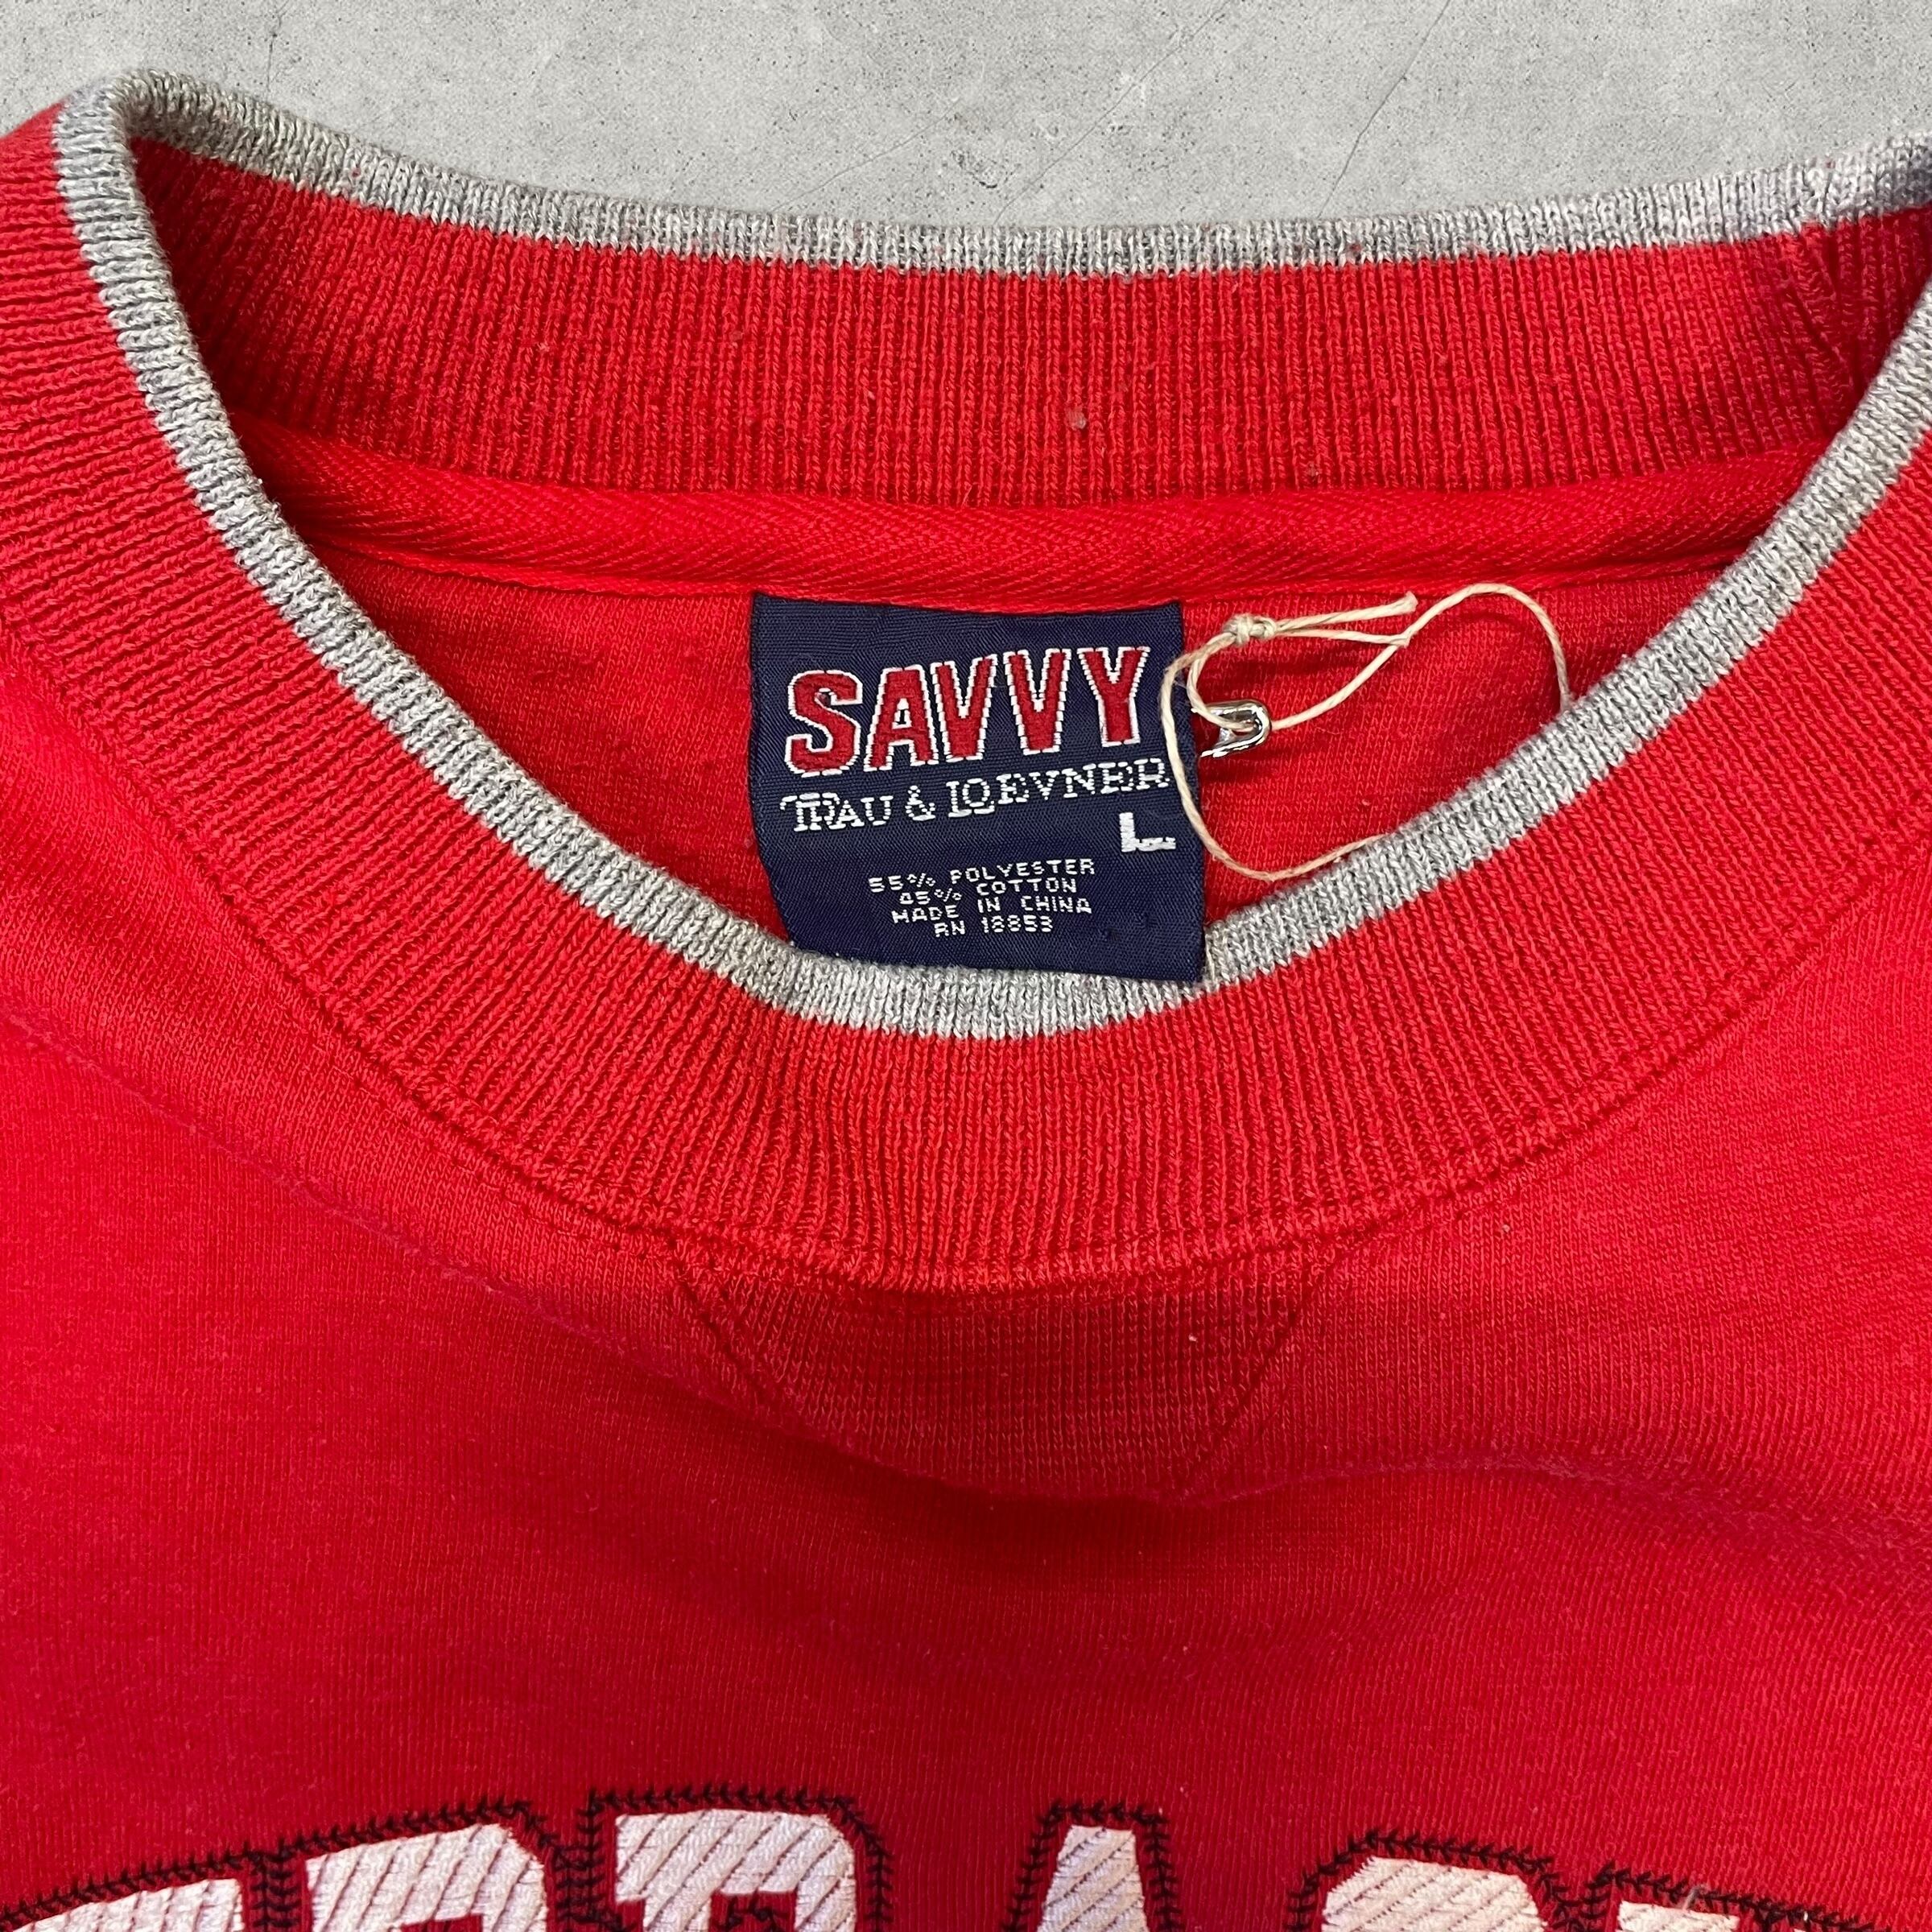 SAVVY
TRAU & LOEVNER
L
55% POLYESTER
45% COTTON
MADE IN CHINA
RN 18853